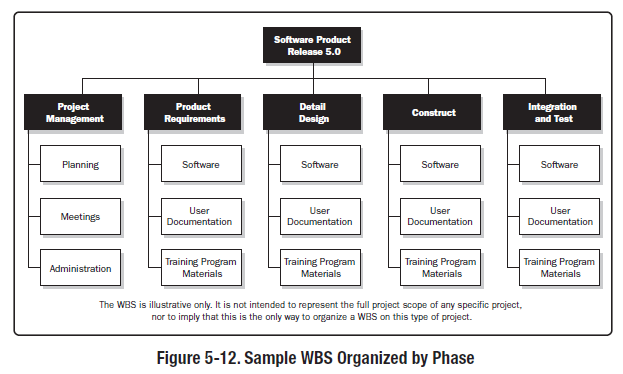 Software Product
Release 5.0
Project
Management
Product
Requirements
Detail
Design
Construct
Integration
and Test
Planning
Software
Software
Software
Software
Meetings
User
Documentation
User
Documentation
User
Documentation
User
Documentation
Administration
Training Program
Materials
Training Program
Materials
Training Program
Materials
Training Program
Materials
The WBS is illustrative only. It is not intended to represent the full project scope of any specific project,
nor to imply that this is the only way to organize a WBS on this type of project.
Figure 5-12. Sample WBS Organized by Phase